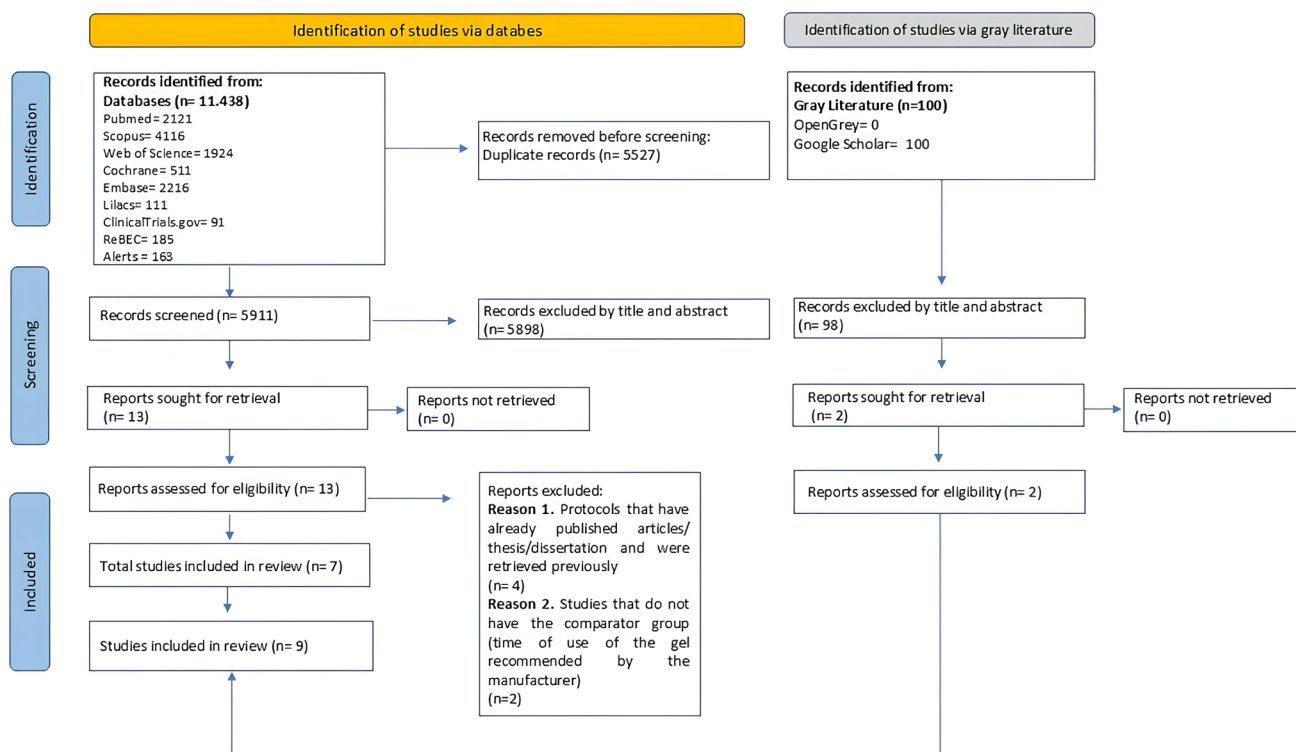 Identification of studies via databes
Identification of studies via gray literature
Identification
Records identified from:
Databases (n= 11.438)
Pubmed= 2121
Scopus= 4116
Web of Science= 1924
Cochrane= 511
Embase= 2216
Lilacs= 111
ClinicalTrials.gov= 91
ReBEC= 185
Alerts= 163
Records removed before screening:
Duplicate records (n= 5527)
Records identified from:
Gray Literature (n=100)
OpenGrey= 0
Google Scholar= 100
Screening
Records screened (n= 5911)
Records excluded by title and abstract
(n= 5898)
Records excluded by title and abstract
(n= 98)
Reports sought for retrieval
(n= 13)
Reports not retrieved
(n= 0)
Reports sought for retrieval
(n= 2)
Reports not retrieved
(n= 0)
Included
Reports assessed for eligibility (n= 13)
Reports excluded:
Reason 1. Protocols that have
already published articles/
thesis/dissertation and were
retrieved previously
(n= 4)
Reason 2. Studies that do not
have the comparator group
(time of use of the gel
recommended by the
manufacturer)
(n=2)
Reports assessed for eligibility (n= 2)
Total studies included in review (n= 7)
Studies included in review (n= 9)